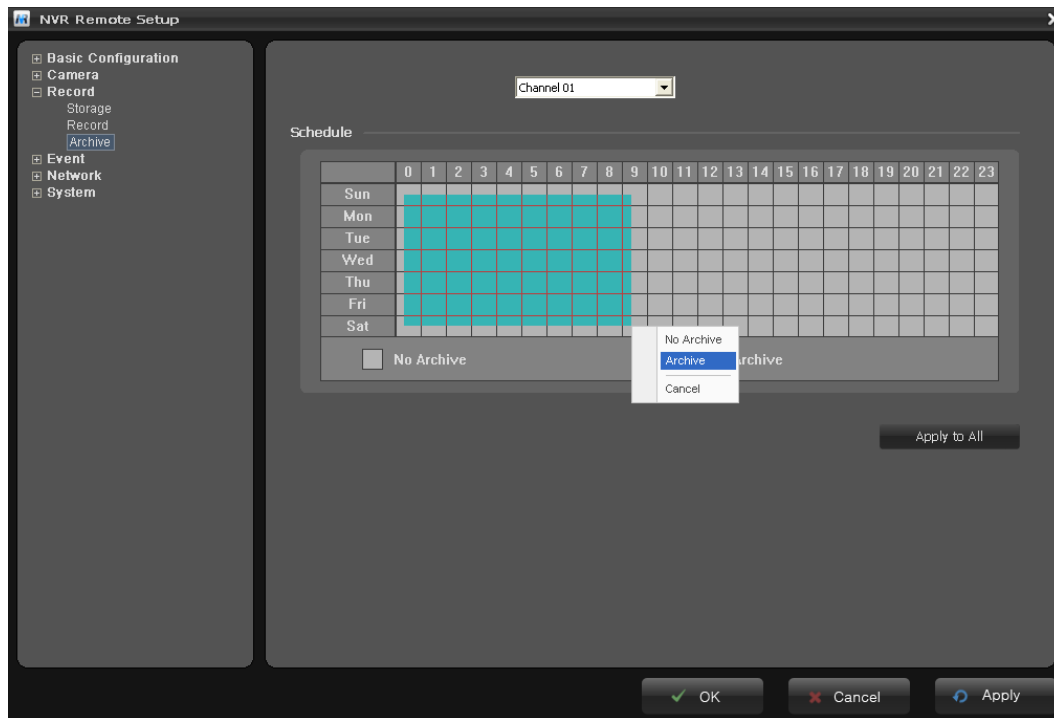 NVR Remote Setup
Basic Configuration
Camera
Record
Storage
Record
Archive
Event
Network
System
Channel 01
Schedule
0 1 2 3 4 5 6 7 8 9 10 11 12 13 14 15 16 17 18 19 20 21 22 23
Sun
Mon
Tue
Wed
Thu
Fri
Sat
No Archive
rchive
No Archive
Archive
Cancel
Apply to All
OK
Cancel
Apply